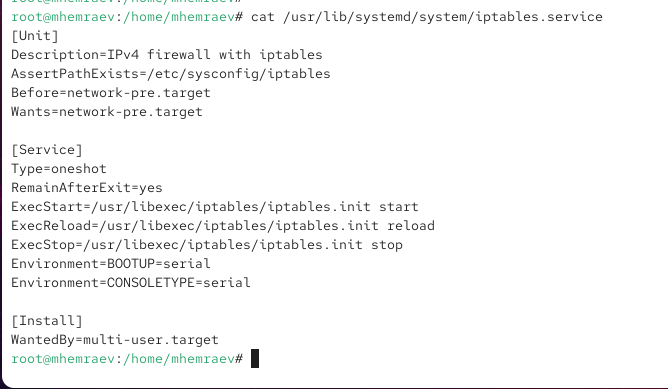 root@mhemraev:/home/mhemraev# cat /usr/lib/systemd/system/iptables.service
[Unit]
Description=IPv4 firewall with iptables
AssertPathExists=/etc/sysconfig/iptables
Before=network-pre.target
Wants=network-pre.target

[Service]
Type=oneshot
RemainAfterExit=yes
ExecStart=/usr/libexec/iptables/iptables.init start
ExecReload=/usr/libexec/iptables/iptables.init reload
ExecStop=/usr/libexec/iptables/iptables.init stop
Environment=BOOTUP=serial
Environment=CONSOLETYPE=serial

[Install]
WantedBy=multi-user.target
root@mhemraev:/home/mhemraev#